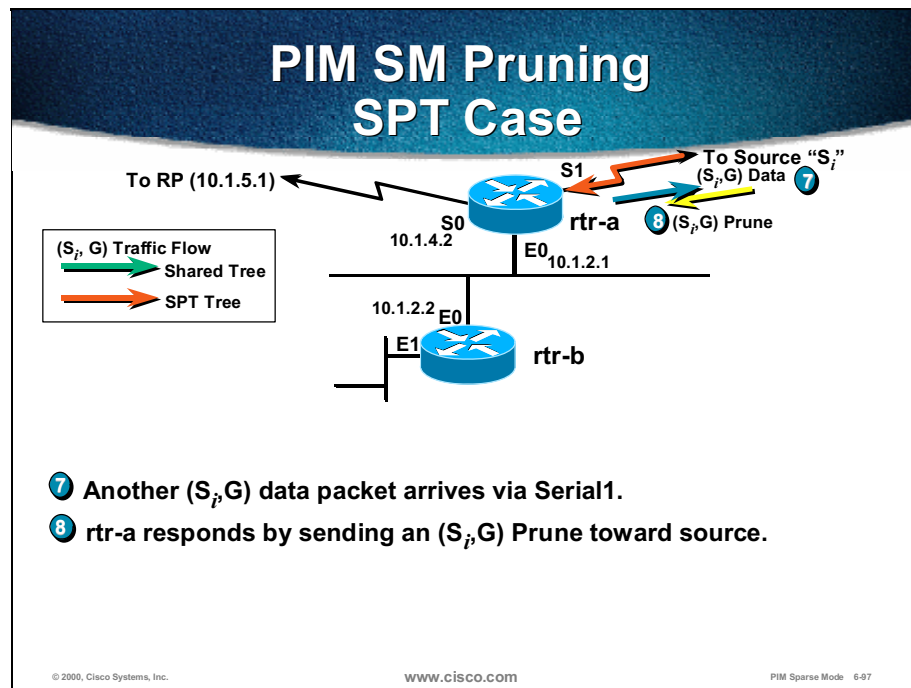 PIM SM Pruning
SPT Case
To RP (10.1.5.1)
S1
To Source “Si”
(Si,G) Data 7
8 (Si,G) Prune
S0
rtr-a
10.1.4.2
E0
10.1.2.1
(Si, G) Traffic Flow
Shared Tree
SPT Tree
10.1.2.2
E0
E1
rtr-b
7 Another (Si,G) data packet arrives via Serial1.
8 rtr-a responds by sending an (Si,G) Prune toward source.
© 2000, Cisco Systems, Inc.
www.cisco.com
PIM Sparse Mode 6-97